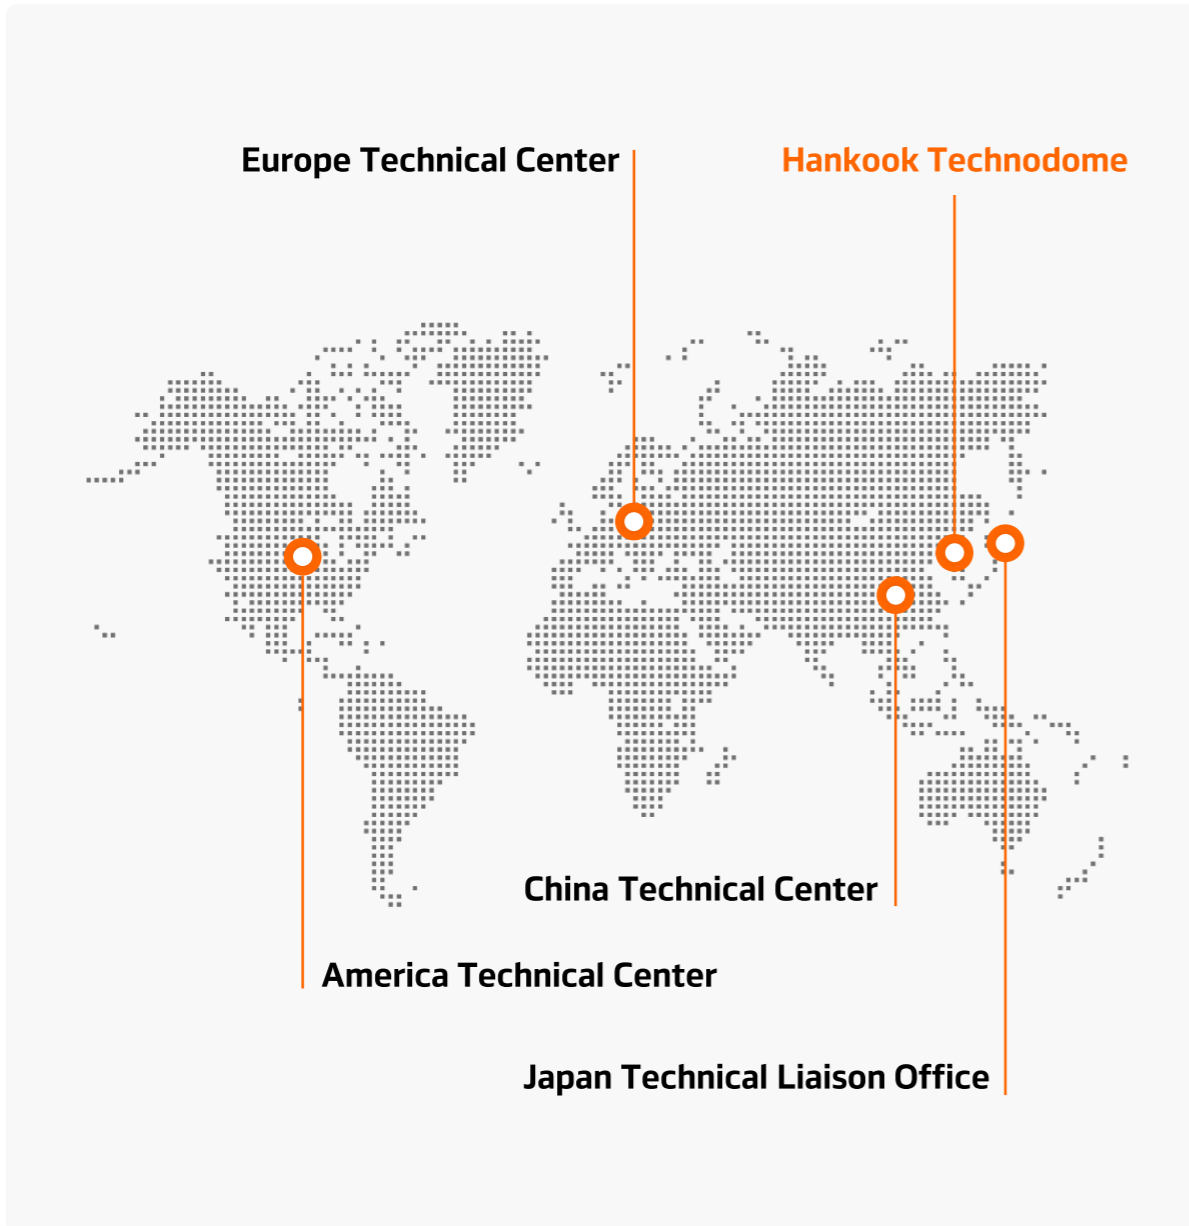 Europe Technical Center
Hankook Technodome
China Technical Center
America Technical Center
Japan Technical Liaison Office